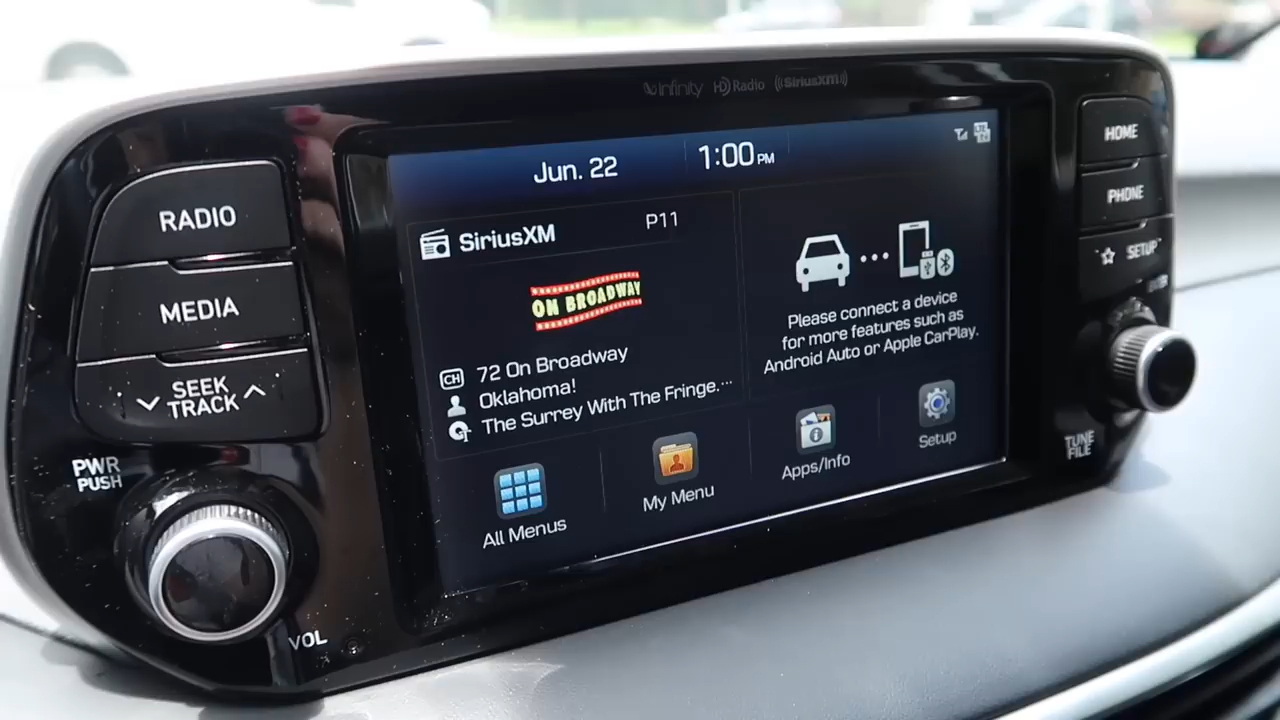 infinity HD Radio ((SiriusXM))
RADIO
MEDIA
SEEK
TRACK
PWR
PUSH
VOL
Jun. 22
1:00 PM
SiriusXM
P11
ON BROADWAY
CH 72 On Broadway
Oklahoma!
The Surrey With The Fringe....
Please connect a device
for more features such as
Android Auto or Apple CarPlay.
All Menus
My Menu
Apps/Info
Setup
HOME
PHONE
☆ SETUP
TUNE
FILE